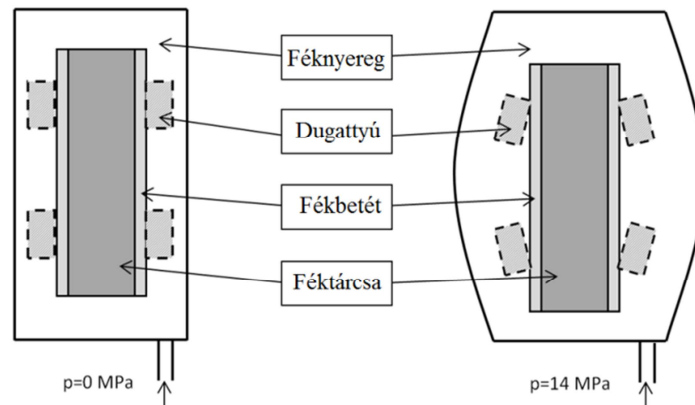 Féknyereg
Dugattyú
Fékbetét
Féktárcsa
p=0 MPa
p=14 MPa